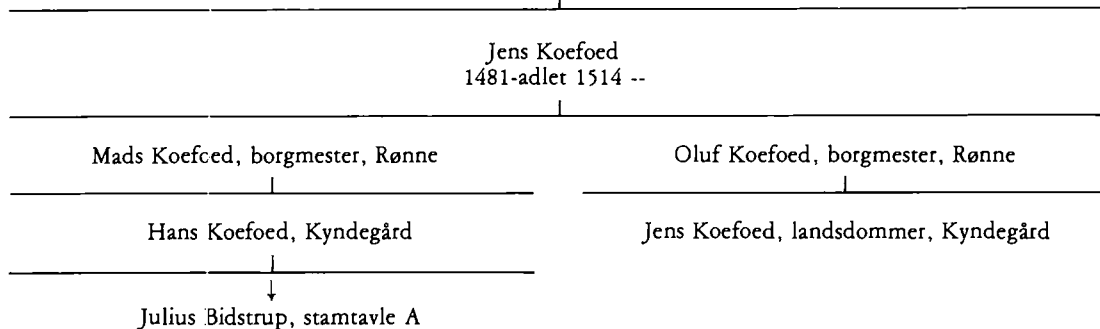 Jens Koefoed
1481-adlet 1514 --
Mads Koefoed, borgmester, Rønne
Oluf Koefoed, borgmester, Rønne
Hans Koefoed, Kyndegård
Jens Koefoed, landsdommer, Kyndegård
Julius Bidstrup, stamtavle A